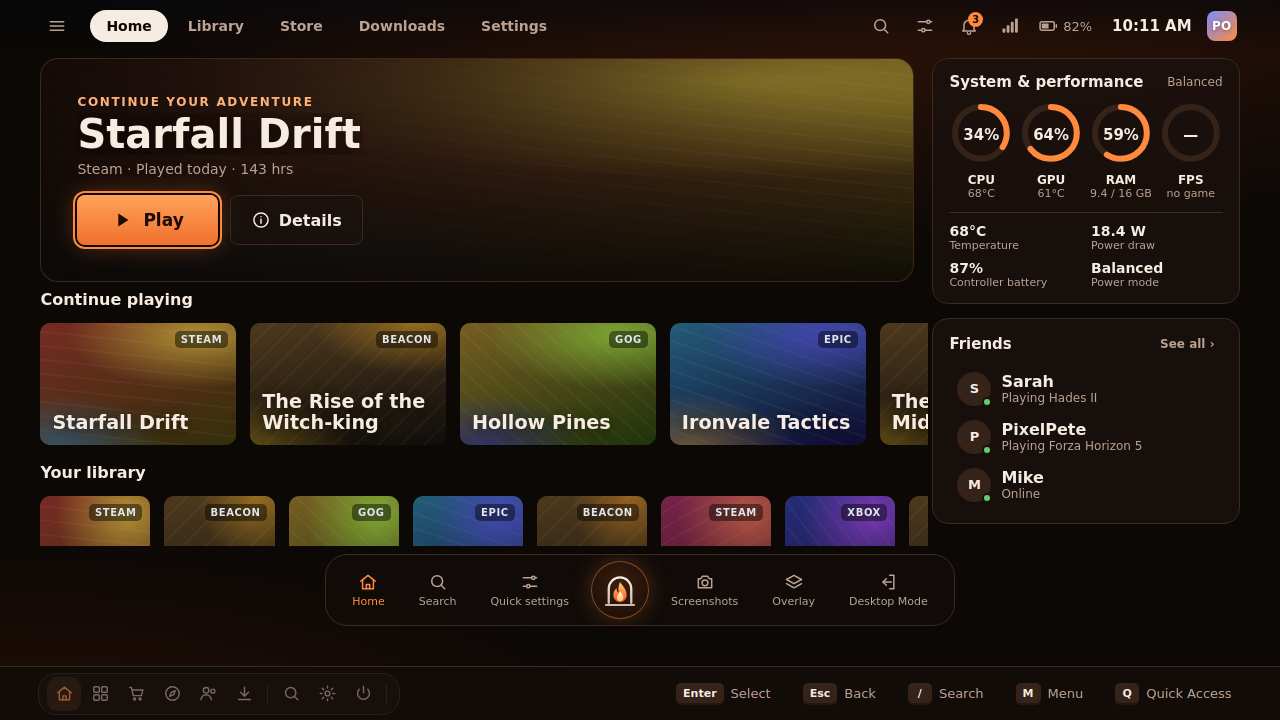 Home
Library
Store
Downloads
Settings
3
82%
10:11 AM
PO
CONTINUE YOUR ADVENTURE
Starfall Drift
Steam · Played today · 143 hrs
Play
Details
System & performance
Balanced
34%
64%
59%
—
CPU
GPU
RAM
FPS
68°C
61°C
9.4 / 16 GB
no game
68°C
Temperature
18.4 W
Power draw
87%
Controller battery
Balanced
Power mode
Continue playing
STEAM
Starfall Drift
BEACON
The Rise of the
Witch-king
GOG
Hollow Pines
EPIC
Ironvale Tactics
The
Mid
Friends
See all ›
S
Sarah
Playing Hades II
P
PixelPete
Playing Forza Horizon 5
M
Mike
Online
Your library
STEAM
BEACON
GOG
EPIC
BEACON
STEAM
XBOX
Home
Search
Quick settings
Screenshots
Overlay
Desktop Mode
Enter Select
Esc Back
/ Search
M Menu
Q Quick Access